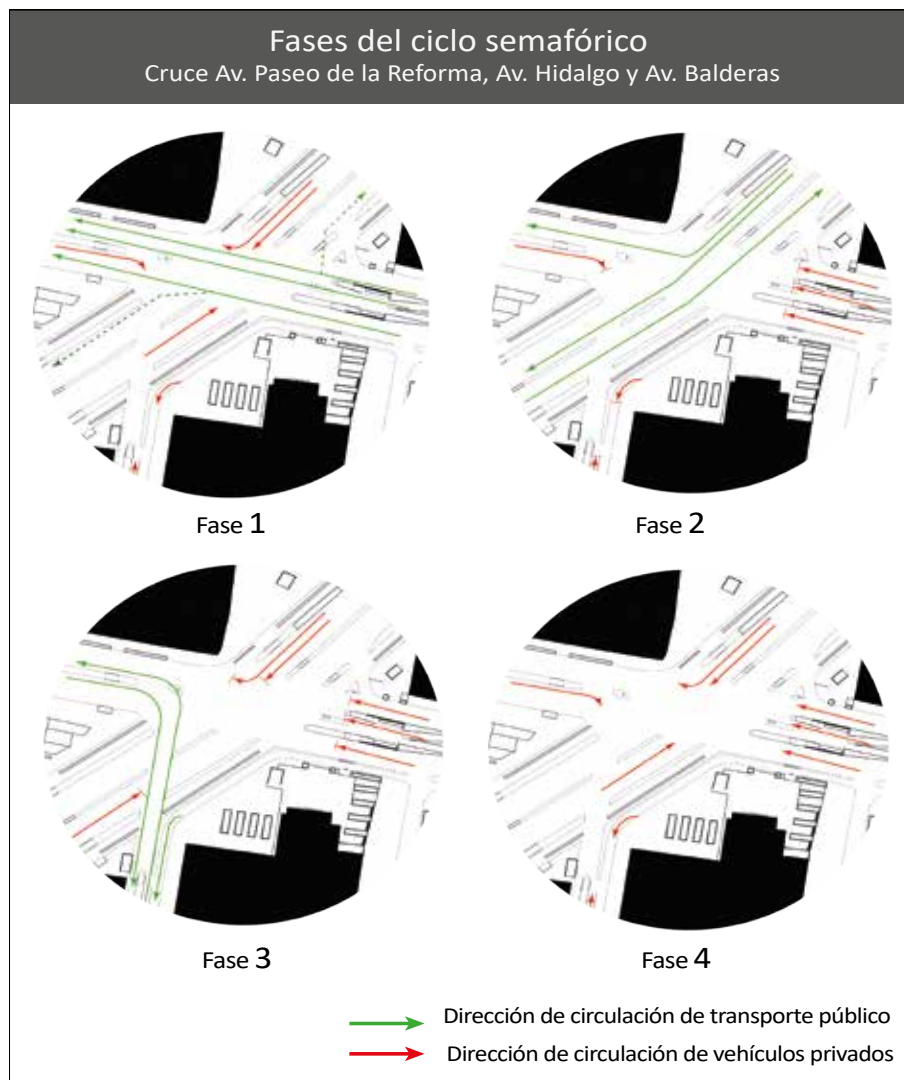 Fases del ciclo semafórico
Cruce Av. Paseo de la Reforma, Av. Hidalgo y Av. Balderas
Fase 1
Fase 2
Fase 3
Fase 4
Dirección de circulación de transporte público
Dirección de circulación de vehículos privados